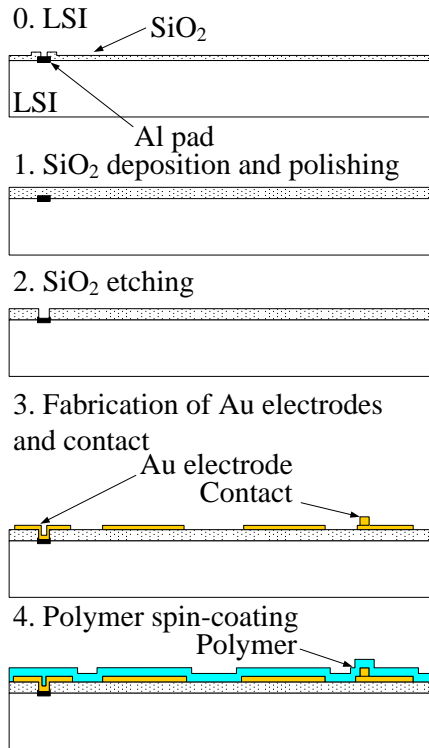 0. LSI
SiO₂
LSI
Al pad
1. SiO₂ deposition and polishing
2. SiO₂ etching
3. Fabrication of Au electrodes
and contact
Au electrode
Contact
4. Polymer spin-coating
Polymer